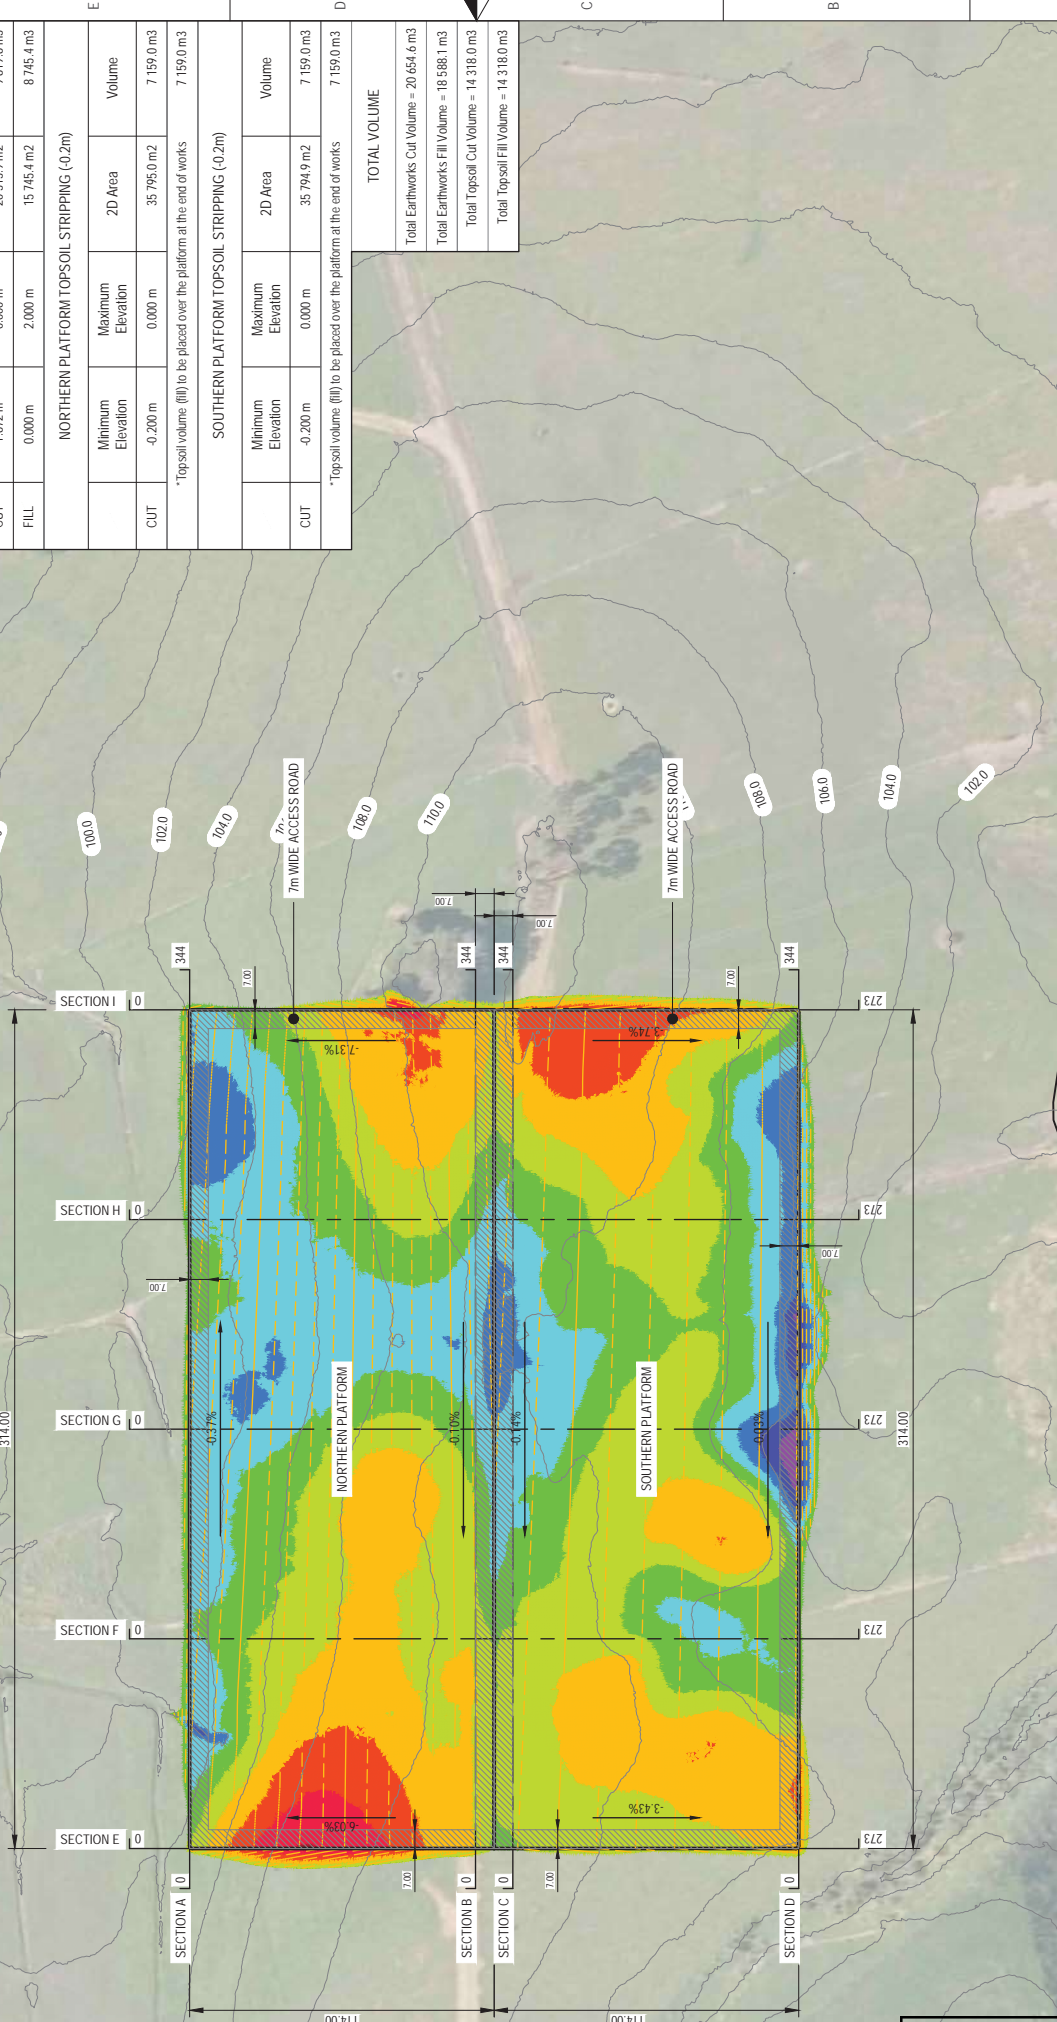 E
D
C
B
FILL
0.000 m
2.000 m
15 745.4 m2
8 745.4 m3
NORTHERN PLATFORM TOPSOIL STRIPPING (-0.2m)
Minimum
Elevation
Maximum
Elevation
2D Area
Volume
CUT
-0.200 m
0.000 m
35 795.0 m2
7 159.0 m3
*Topsoil volume (fill) to be placed over the platform at the end of works
7 159.0 m3
SOUTHERN PLATFORM TOPSOIL STRIPPING (-0.2m)
Minimum
Elevation
Maximum
Elevation
2D Area
Volume
CUT
-0.200 m
0.000 m
35 794.9 m2
7 159.0 m3
*Topsoil volume (fill) to be placed over the platform at the end of works
7 159.0 m3
TOTAL VOLUME
Total Earthworks Cut Volume = 20 654.6 m3
Total Earthworks Fill Volume = 18 588.1 m3
Total Topsoil Cut Volume = 14 318.0 m3
Total Topsoil Fill Volume = 14 318.0 m3
100.0
102.0
104.0
108.0
110.0
108.0
106.0
104.0
102.0
7m WIDE ACCESS ROAD
7m WIDE ACCESS ROAD
7.00
7.00
344
344
344
344
7.00
7.00
SECTION I
0
273
-7.31%
-3.74%
SECTION H
0
273
7.00
7.00
314.00
314.00
SECTION G
0
273
-0.37%
-0.10%
-0.14%
-0.03%
NORTHERN PLATFORM
SOUTHERN PLATFORM
SECTION F
0
273
-6.03%
-3.43%
SECTION E
0
273
7.00
7.00
SECTION A
0
SECTION B
0
SECTION C
0
SECTION D
0
114.00
114.00